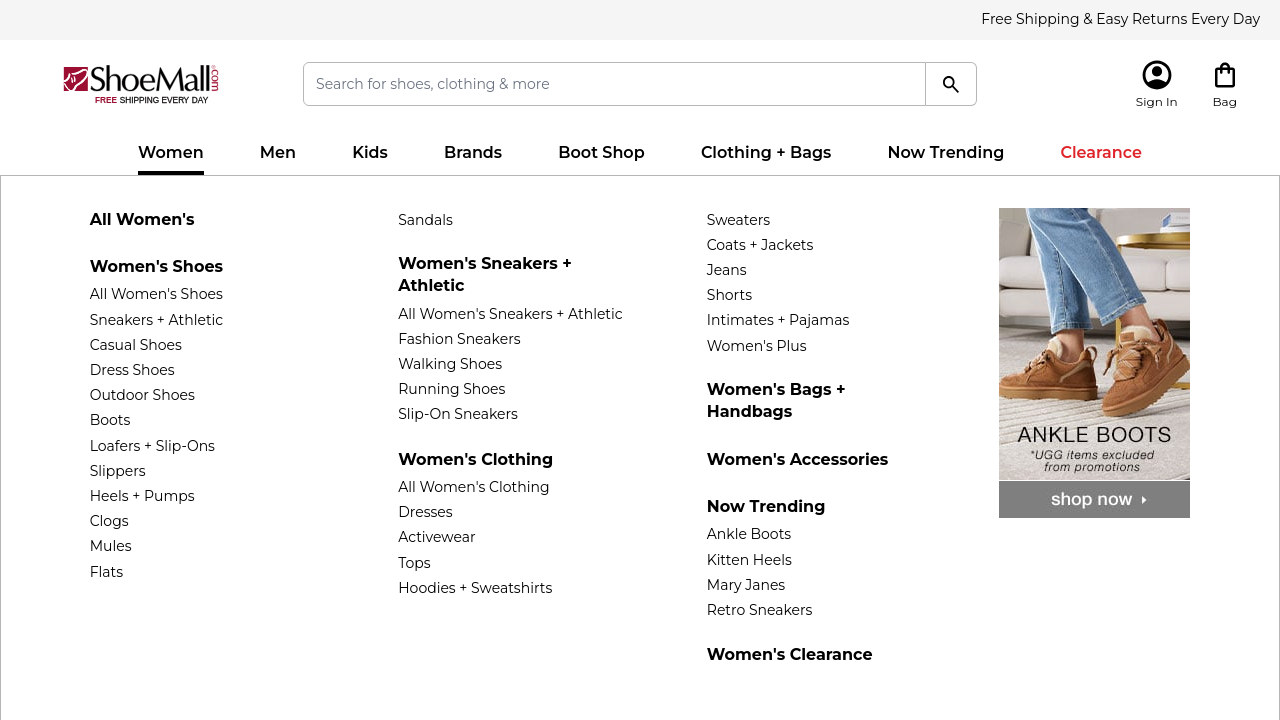 Free Shipping & Easy Returns Every Day
ShoeMall.com
FREE SHIPPING EVERY DAY
Search for shoes, clothing & more
Sign In
Bag
Women
Men
Kids
Brands
Boot Shop
Clothing + Bags
Now Trending
Clearance
All Women's
Women's Shoes
All Women's Shoes
Sneakers + Athletic
Casual Shoes
Dress Shoes
Outdoor Shoes
Boots
Loafers + Slip-Ons
Slippers
Heels + Pumps
Clogs
Mules
Flats
Sandals
Women's Sneakers +
Athletic
All Women's Sneakers + Athletic
Fashion Sneakers
Walking Shoes
Running Shoes
Slip-On Sneakers
Women's Clothing
All Women's Clothing
Dresses
Activewear
Tops
Hoodies + Sweatshirts
Sweaters
Coats + Jackets
Jeans
Shorts
Intimates + Pajamas
Women's Plus
Women's Bags +
Handbags
Women's Accessories
Now Trending
Ankle Boots
Kitten Heels
Mary Janes
Retro Sneakers
Women's Clearance
ANKLE BOOTS
*UGG items excluded
from promotions
shop now